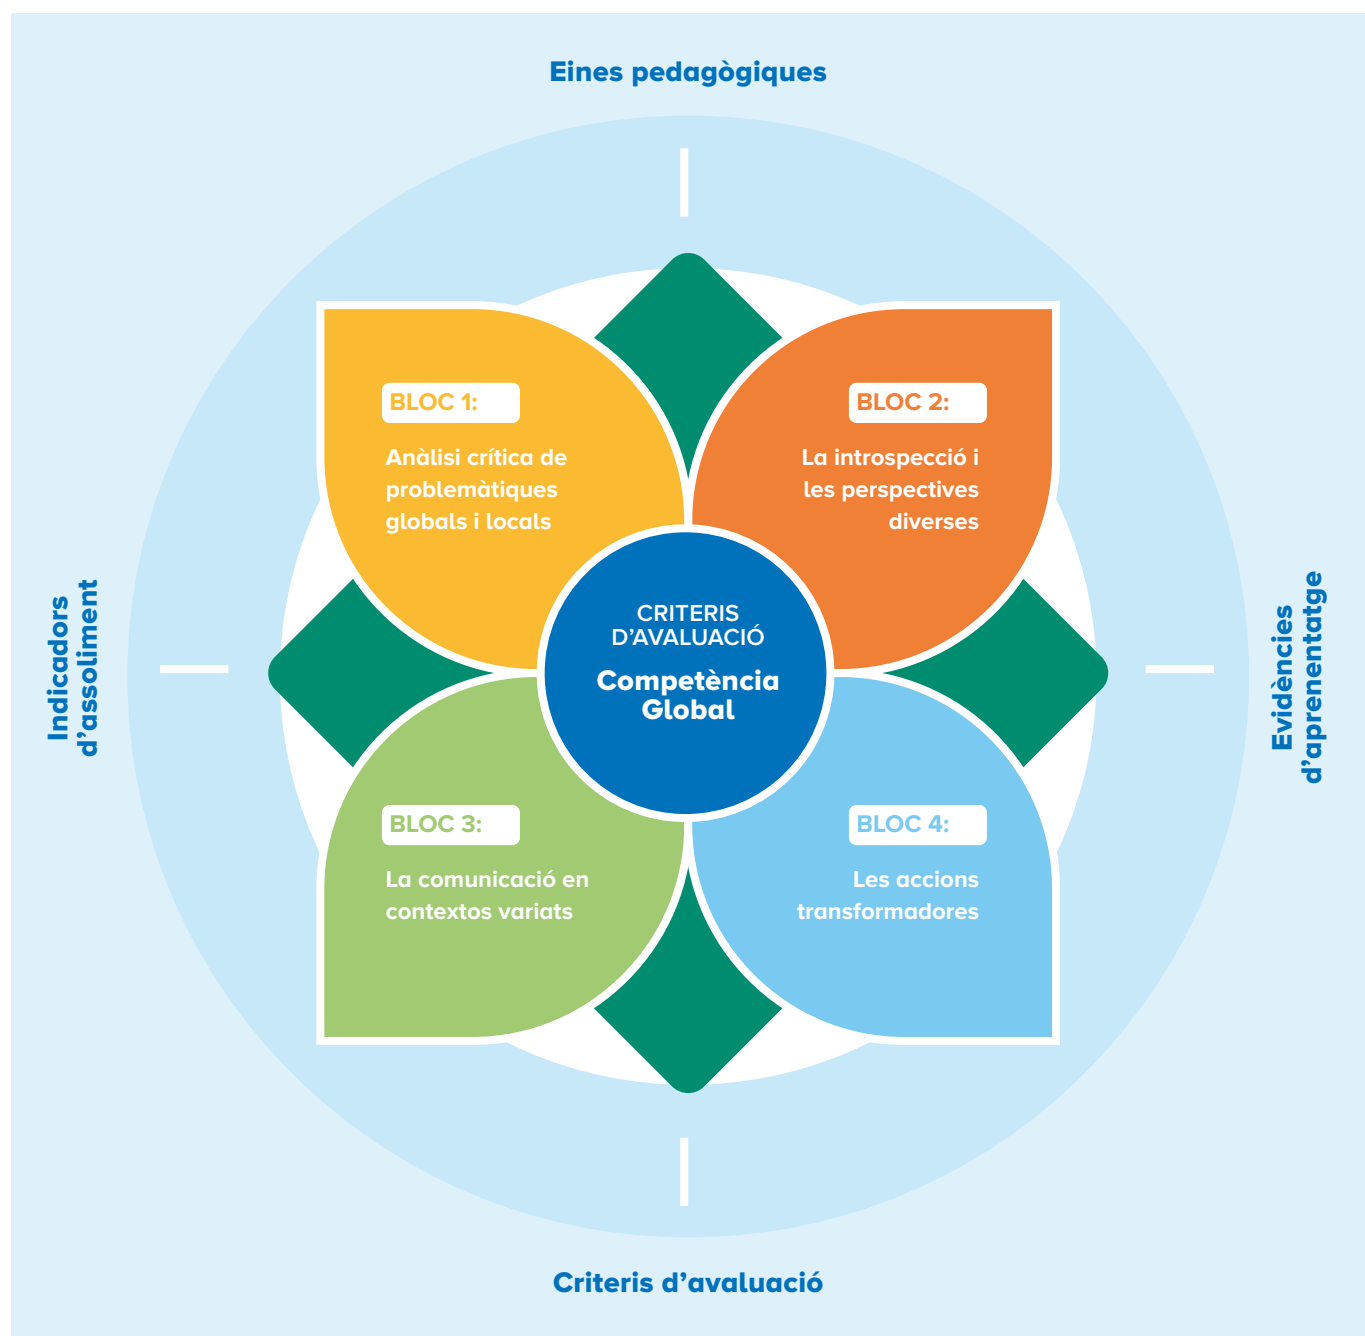 Eines pedagògiques
BLOC 1:
Anàlisi crítica de
problemàtiques
globals i locals
BLOC 2:
La introspecció i
les perspectives
diverses
Indicadors
d'assoliment
CRITERIS
D'AVALUACIÓ
Competència
Global
Evidències
d'aprenentatge
BLOC 3:
La comunicació en
contextos variats
BLOC 4:
Les accions
transformadores
Criteris d'avaluació